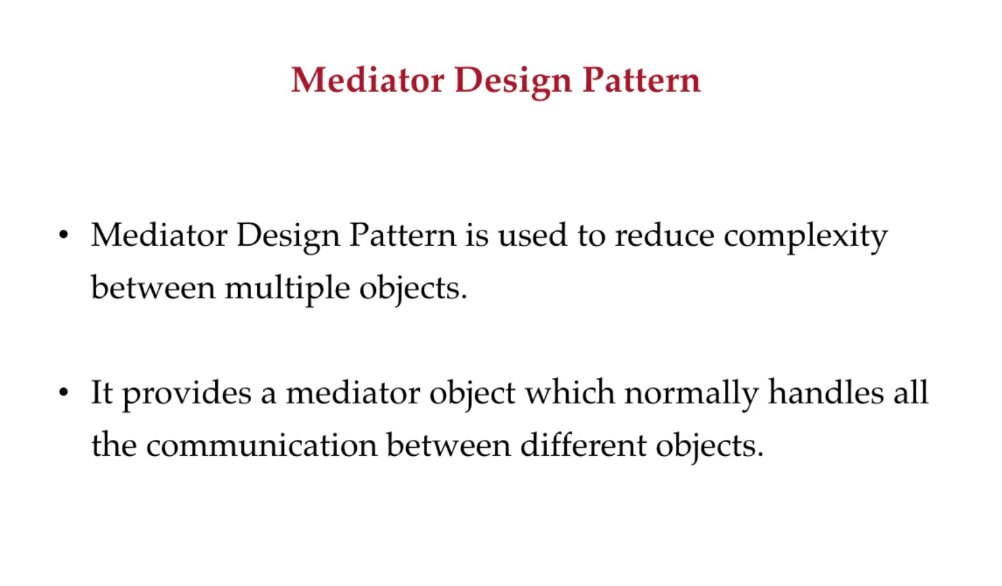 Mediator Design Pattern
• Mediator Design Pattern is used to reduce complexity
between multiple objects.
• It provides a mediator object which normally handles all
the communication between different objects.